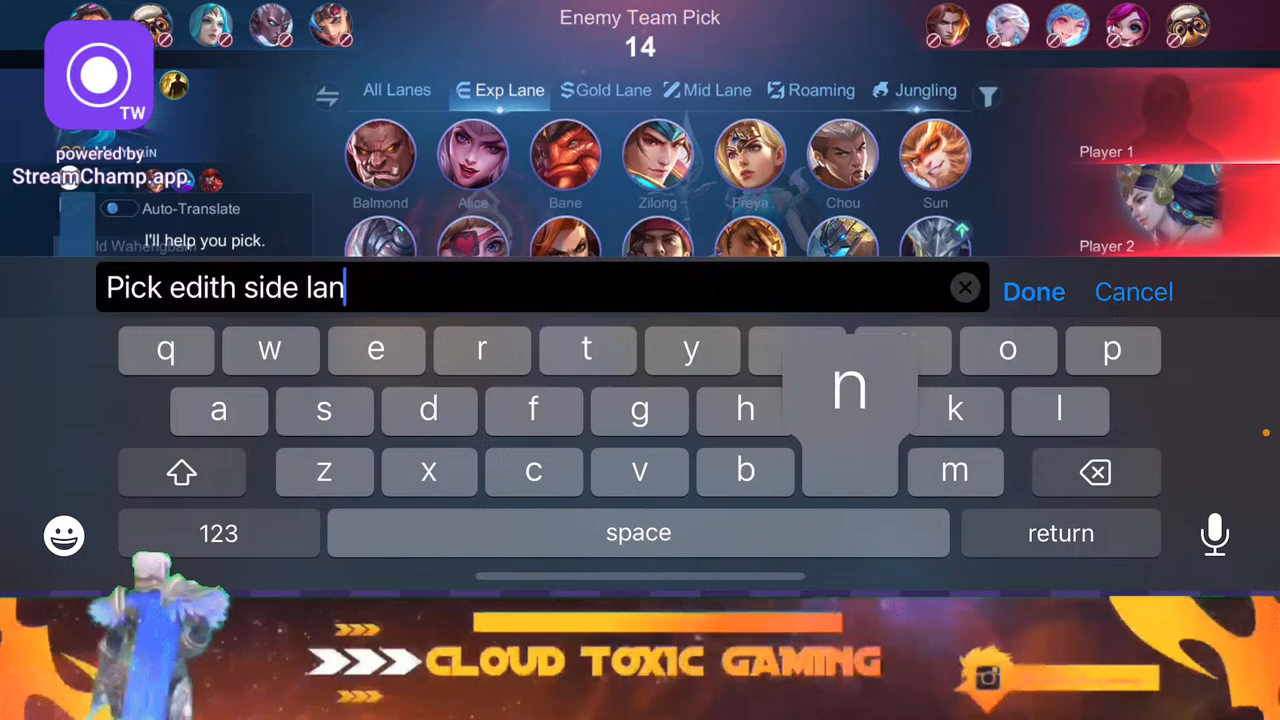 Enemy Team Pick
14
All Lanes
Exp Lane
Gold Lane
Mid Lane
Roaming
Jungling
TW
powered by
StreamChamp.app.
Balmond
Alice
Bane
Zilong
Freya
Chou
Sun
Player 1
Player 2
Auto-Translate
I'll help you pick.
Pick edith side lan
Done
Cancel
q w e r t y o p
a s d f g h k l
n
z x c v b m
123
space
return
CLOUD TOXIC GAMING